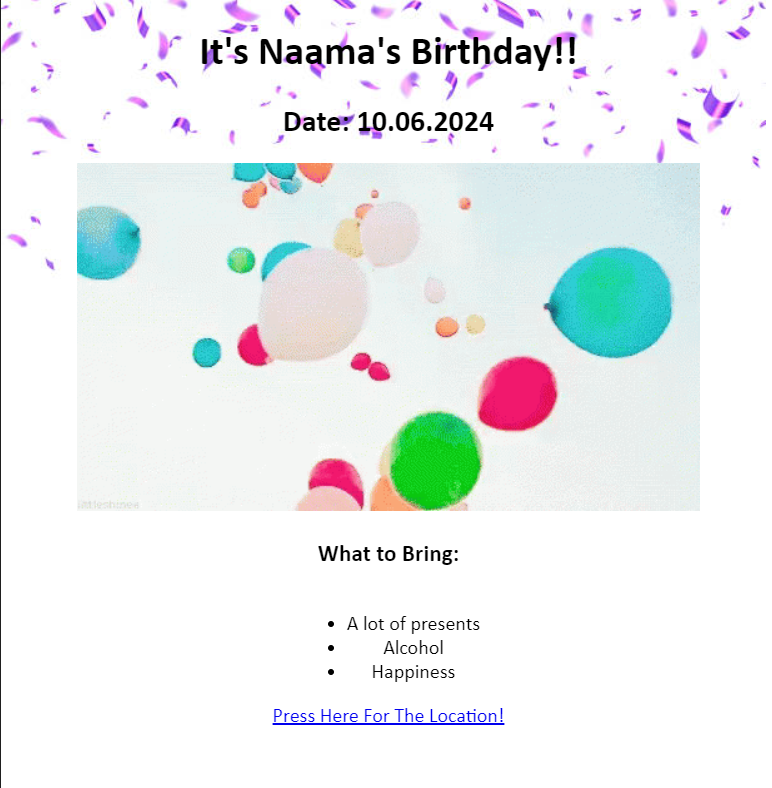 It's Naama's Birthday!!
Date: 10.06.2024
littleshinee
What to Bring:
• A lot of presents
• Alcohol
• Happiness
Press Here For The Location!